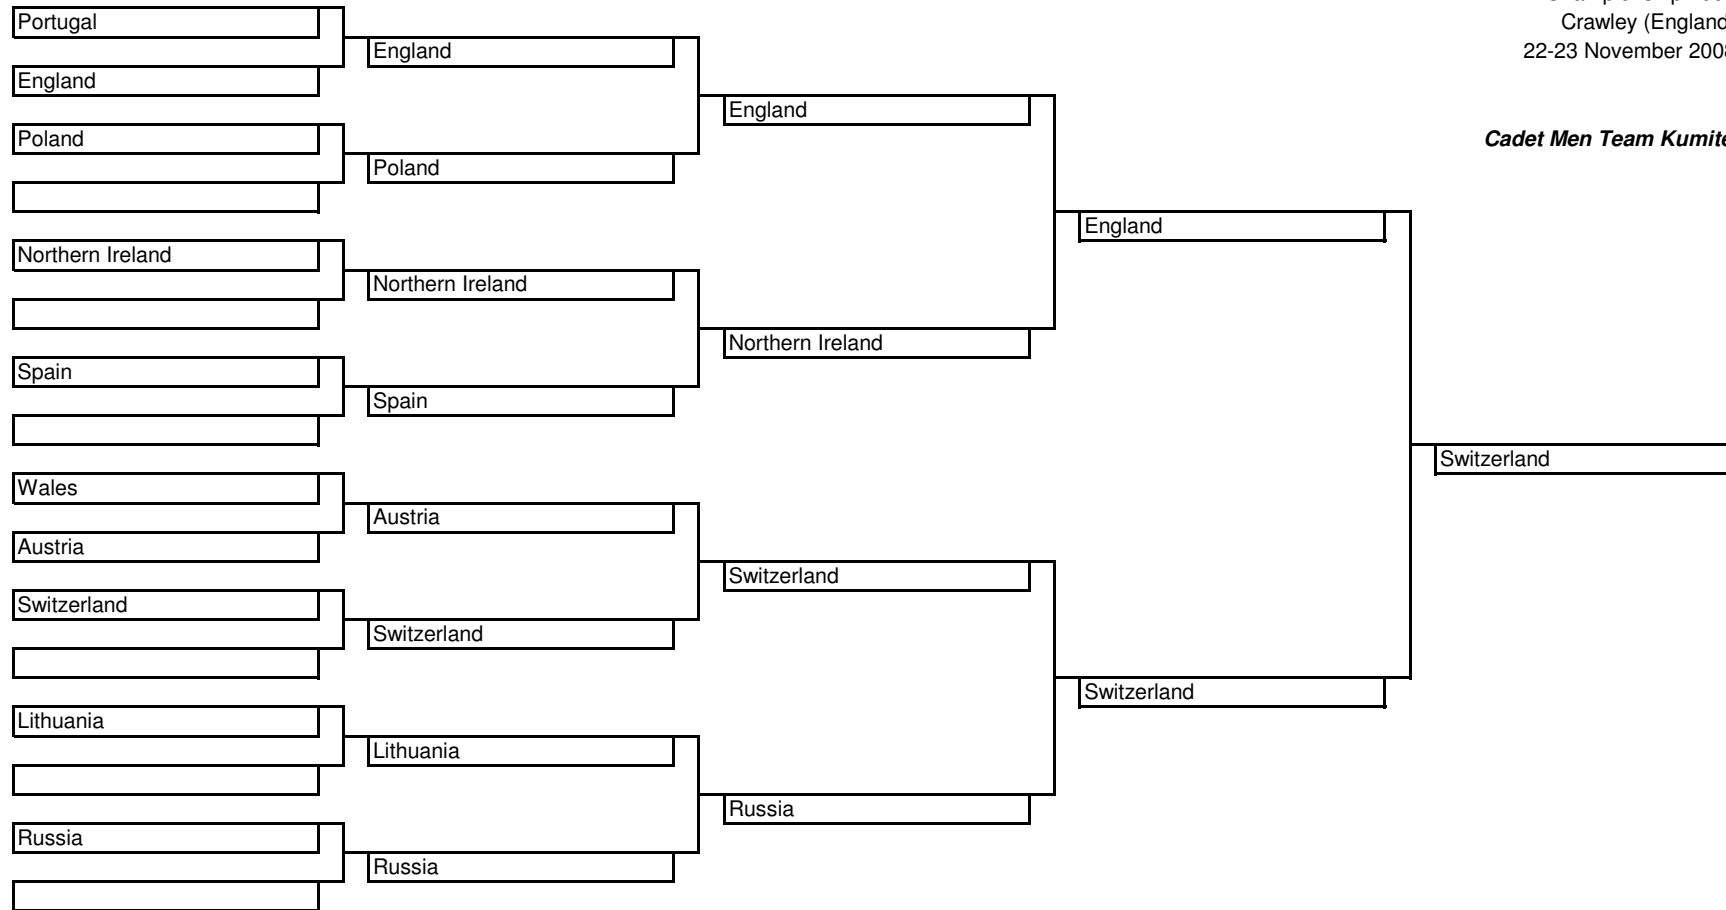 Crawley (England
22-23 November 2008
Cadet Men Team Kumite
Portugal
England
Poland
Northern Ireland
Spain
Wales
Austria
Switzerland
Lithuania
Russia
England
Poland
Northern Ireland
Spain
Austria
Switzerland
Lithuania
Russia
England
Northern Ireland
Switzerland
Russia
England
Switzerland
Switzerland